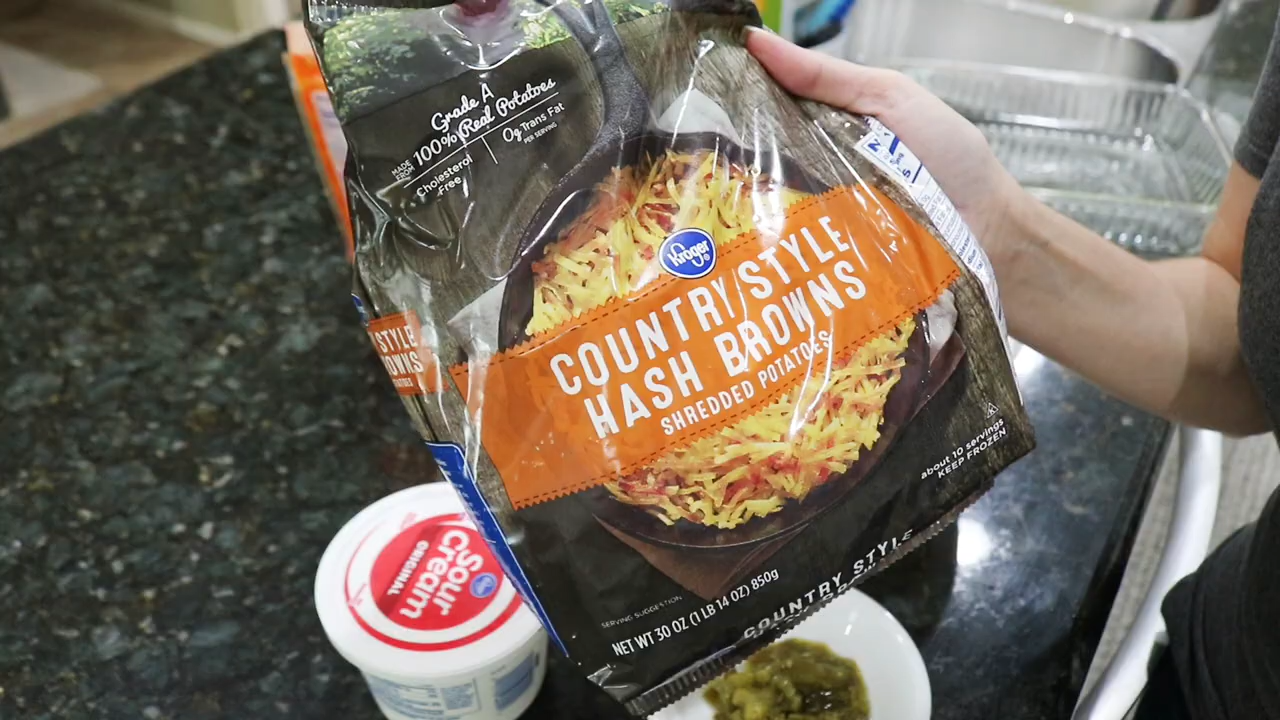 Grade A
MADE FROM 100% Real Potatoes
Cholesterol Free
0g Trans Fat
PER SERVING
Kroger
COUNTRY STYLE
HASH BROWNS
SHREDDED POTATOES
STYLE
OWNS
about 10 servings
KEEP FROZEN
SERVING SUGGESTION
NET WT 30 OZ (1 LB 14 OZ) 850g
COUNTRY STYLE
Sour
Cream
ORIGINAL